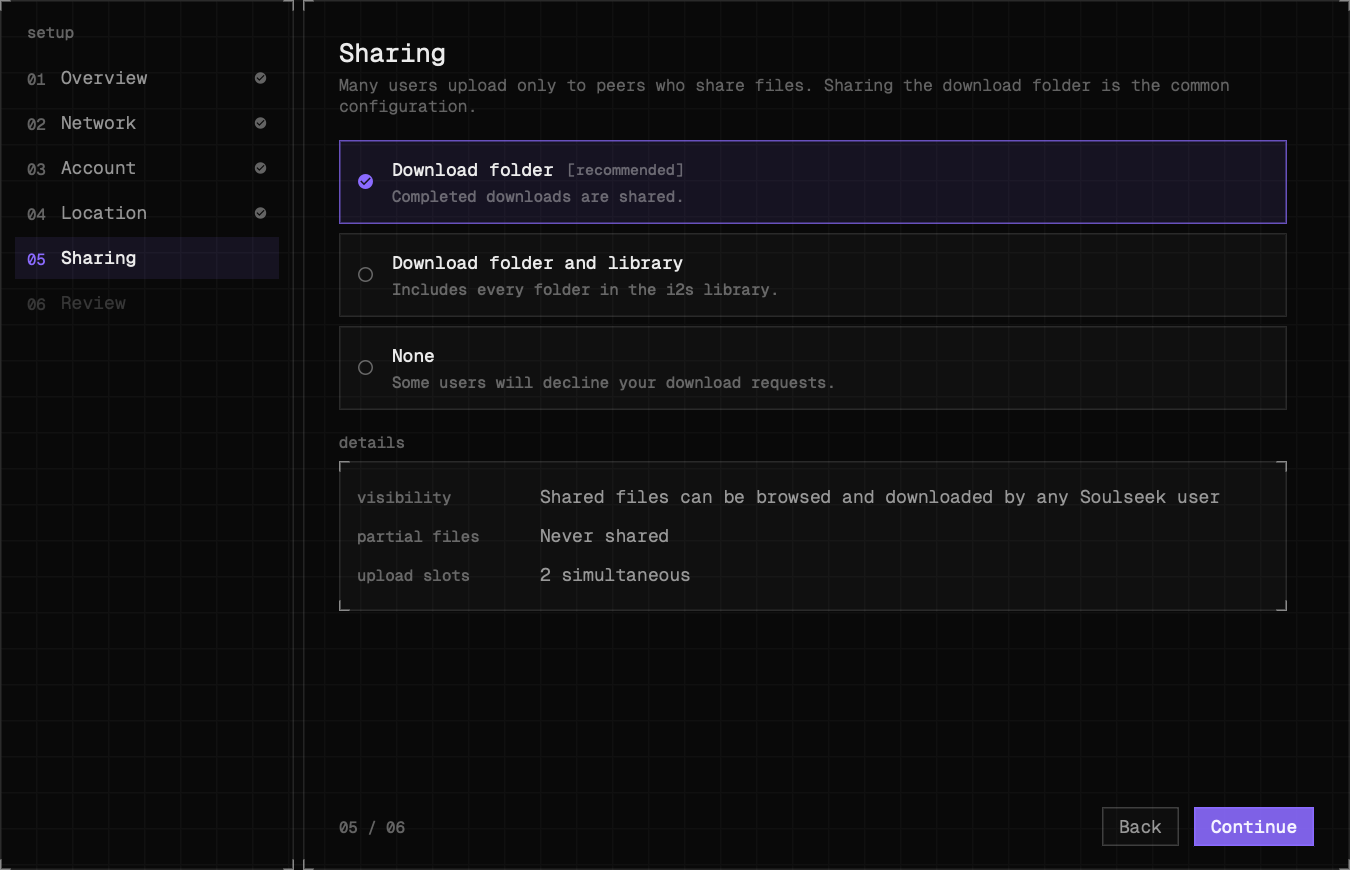 setup
01 Overview
02 Network
03 Account
04 Location
05 Sharing
06 Review
Sharing
Many users upload only to peers who share files. Sharing the download folder is the common
configuration.
Download folder [recommended]
Completed downloads are shared.
Download folder and library
Includes every folder in the i2s library.
None
Some users will decline your download requests.
details
visibility Shared files can be browsed and downloaded by any Soulseek user
partial files Never shared
upload slots 2 simultaneous
05 / 06
Back
Continue